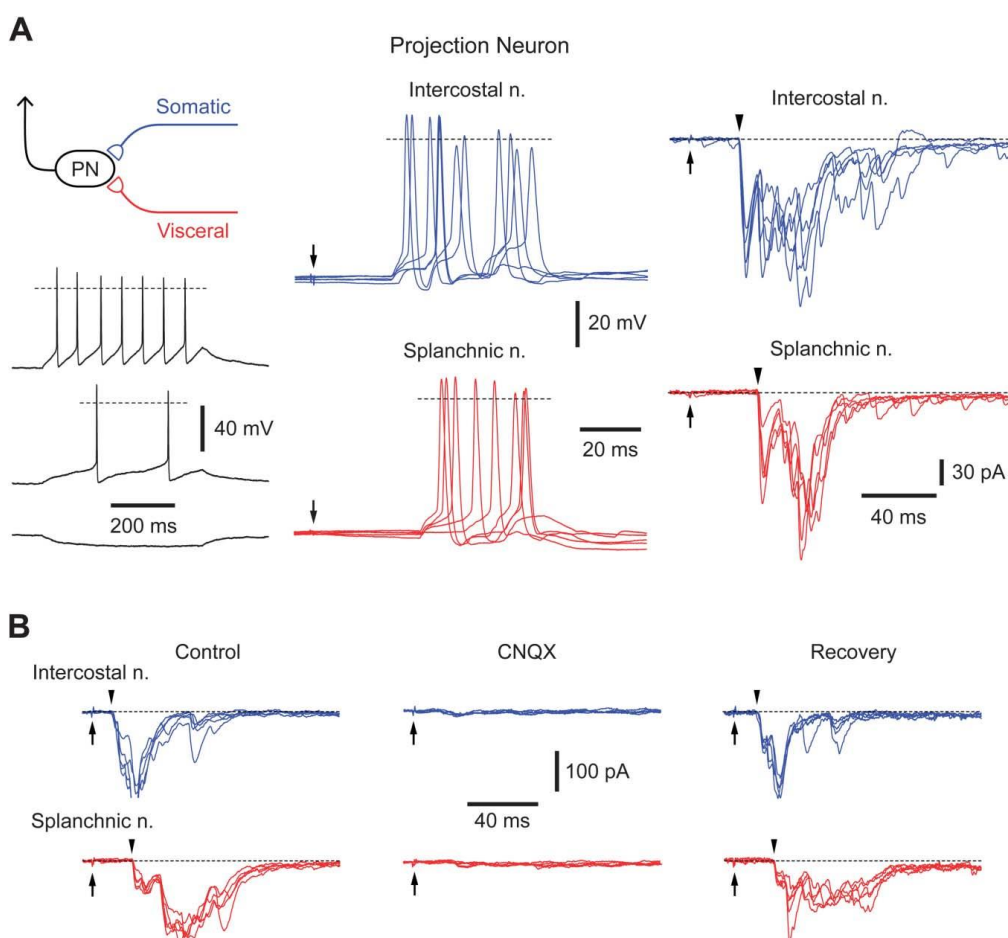 A
Projection Neuron
Somatic
PN
Visceral
40 mV
200 ms
Intercostal n.
20 mV
Splanchnic n.
20 ms
Intercostal n.
Splanchnic n.
30 pA
40 ms
B
Control
CNQX
Recovery
Intercostal n.
100 pA
40 ms
Splanchnic n.